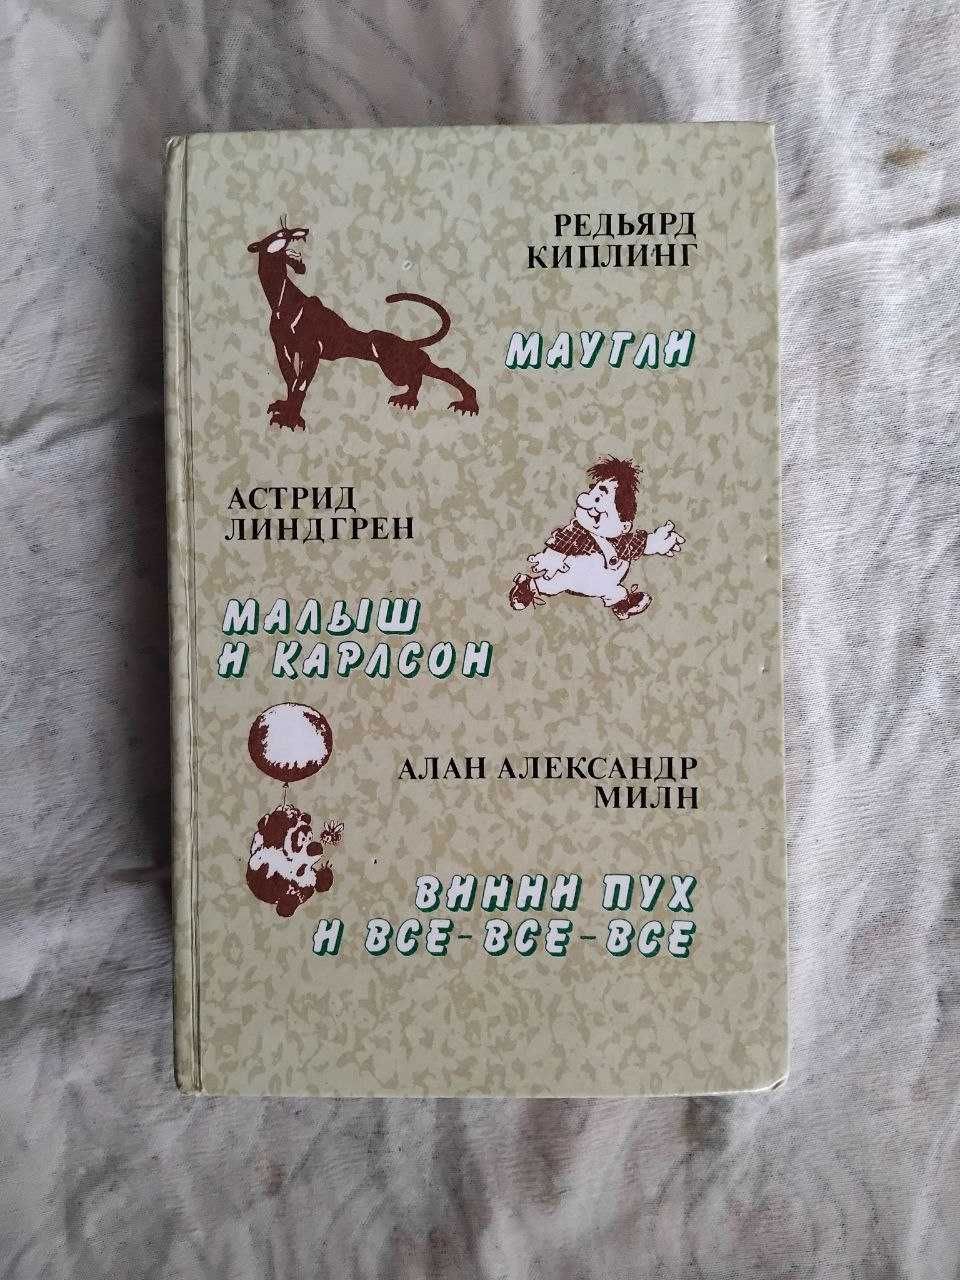 РЕДЬЯРД
КИПЛИНГ
МАУГЛИ
АСТРИД
ЛИНДГРЕН
МАЛЫШ
И КАРЛСОН
АЛАН АЛЕКСАНДР
МИЛН
ВИННИ ПУХ
И ВСЕ-ВСЕ-ВСЕ